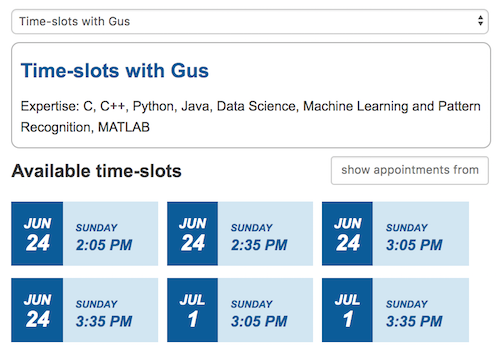 Time-slots with Gus
Time-slots with Gus
Expertise: C, C++, Python, Java, Data Science, Machine Learning and Pattern
Recognition, MATLAB
Available time-slots
show appointments from
JUN
24
SUNDAY
2:05 PM
JUN
24
SUNDAY
2:35 PM
JUN
24
SUNDAY
3:05 PM
JUN
24
SUNDAY
3:35 PM
JUL
1
SUNDAY
3:05 PM
JUL
1
SUNDAY
3:35 PM